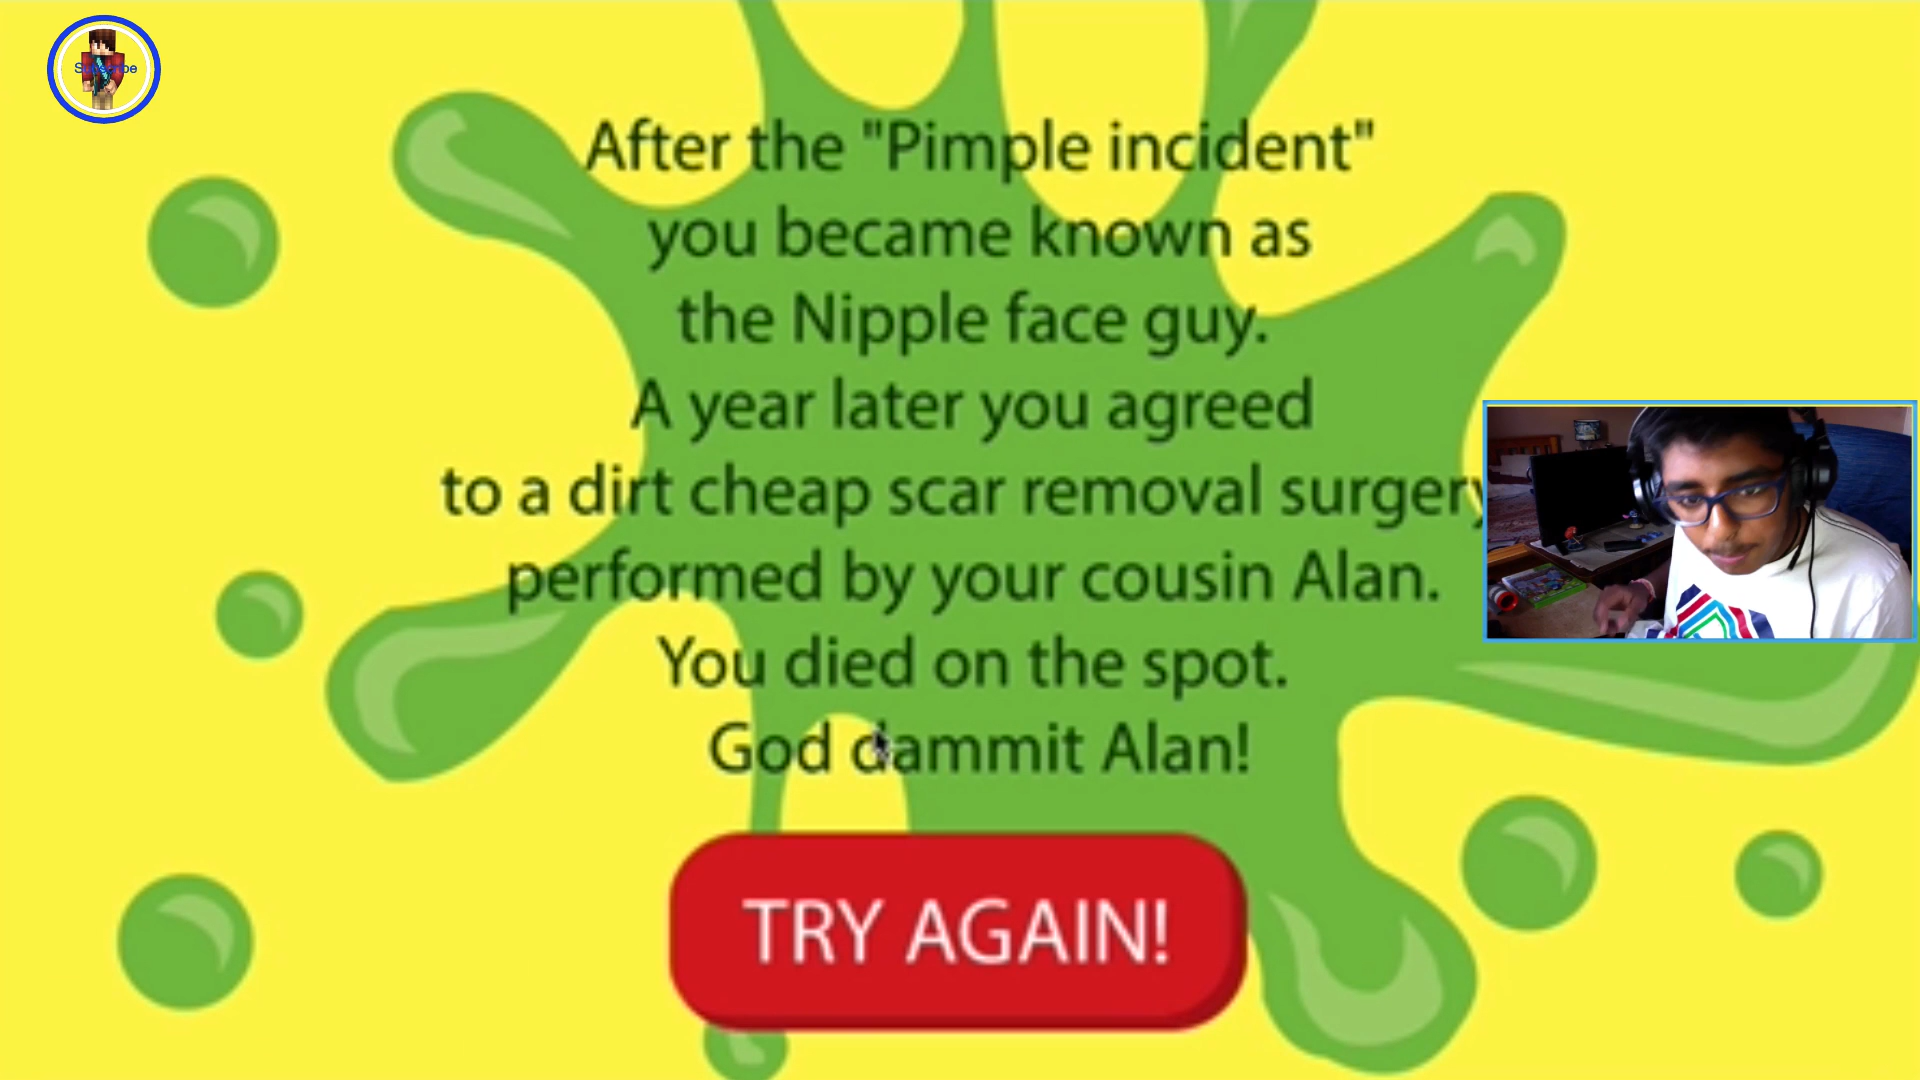 Subscribe
After the "Pimple incident"
you became known as
the Nipple face guy.
A year later you agreed
to a dirt cheap scar removal surgery
performed by your cousin Alan.
You died on the spot.
God dammit Alan!
TRY AGAIN!